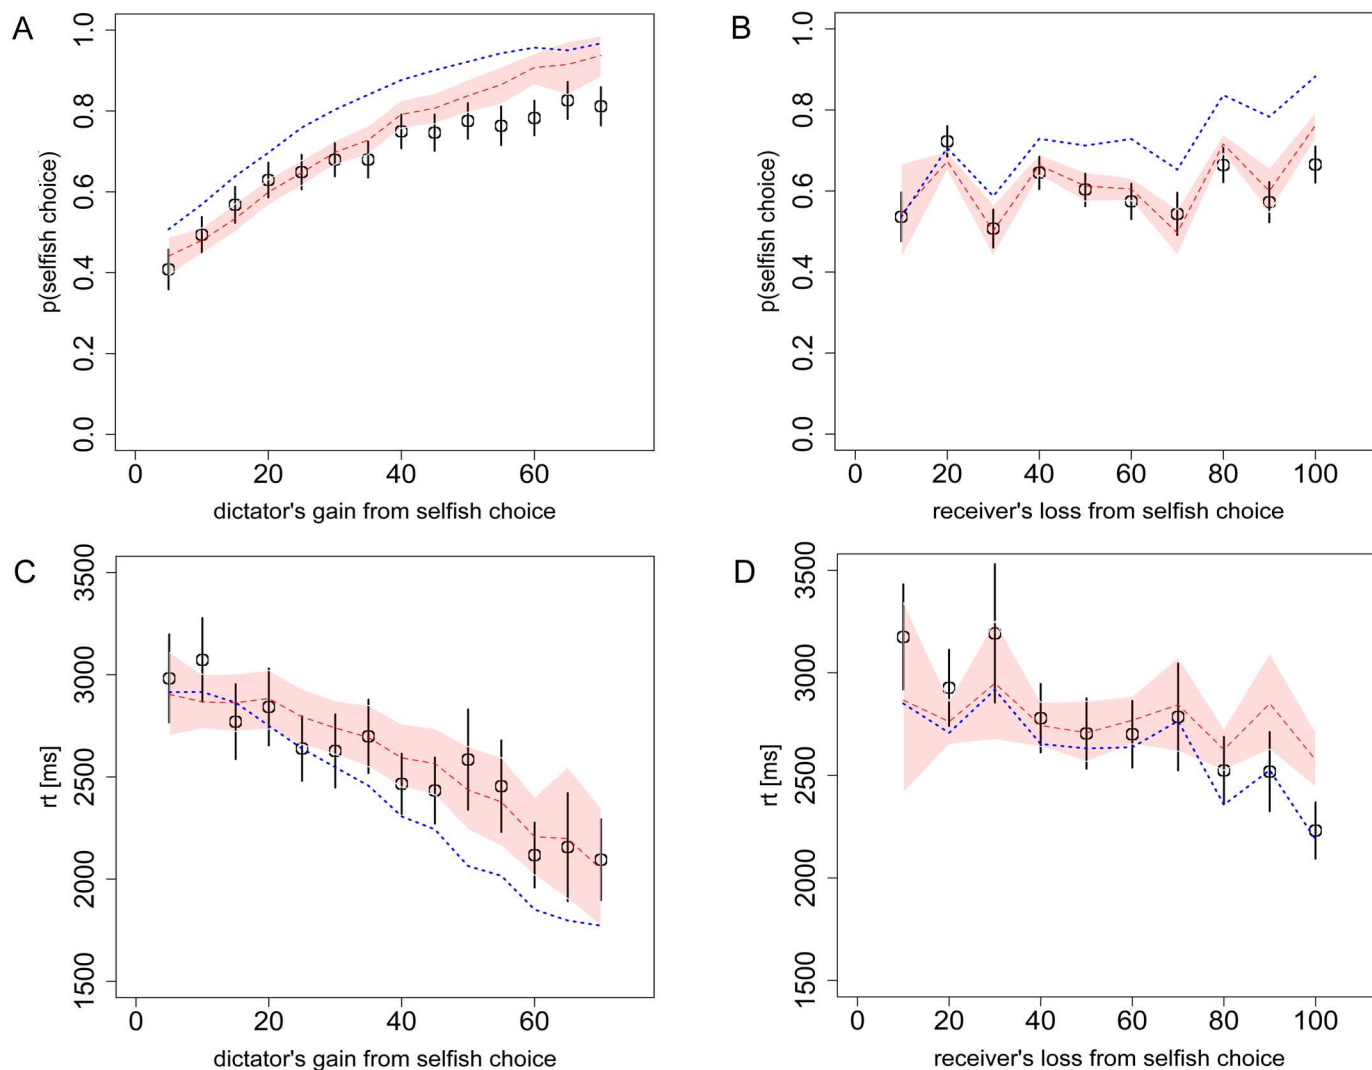 A
1.0
0.8
0.6
0.4
0.2
0.0
p(selfish choice)
0 20 40 60
dictator's gain from selfish choice
B
1.0
0.8
0.6
0.4
0.2
0.0
p(selfish choice)
0 20 40 60 80 100
receiver's loss from selfish choice
C
3500
3000
2500
2000
1500
rt [ms]
0 20 40 60
dictator's gain from selfish choice
D
3500
3000
2500
2000
1500
rt [ms]
0 20 40 60 80 100
receiver's loss from selfish choice